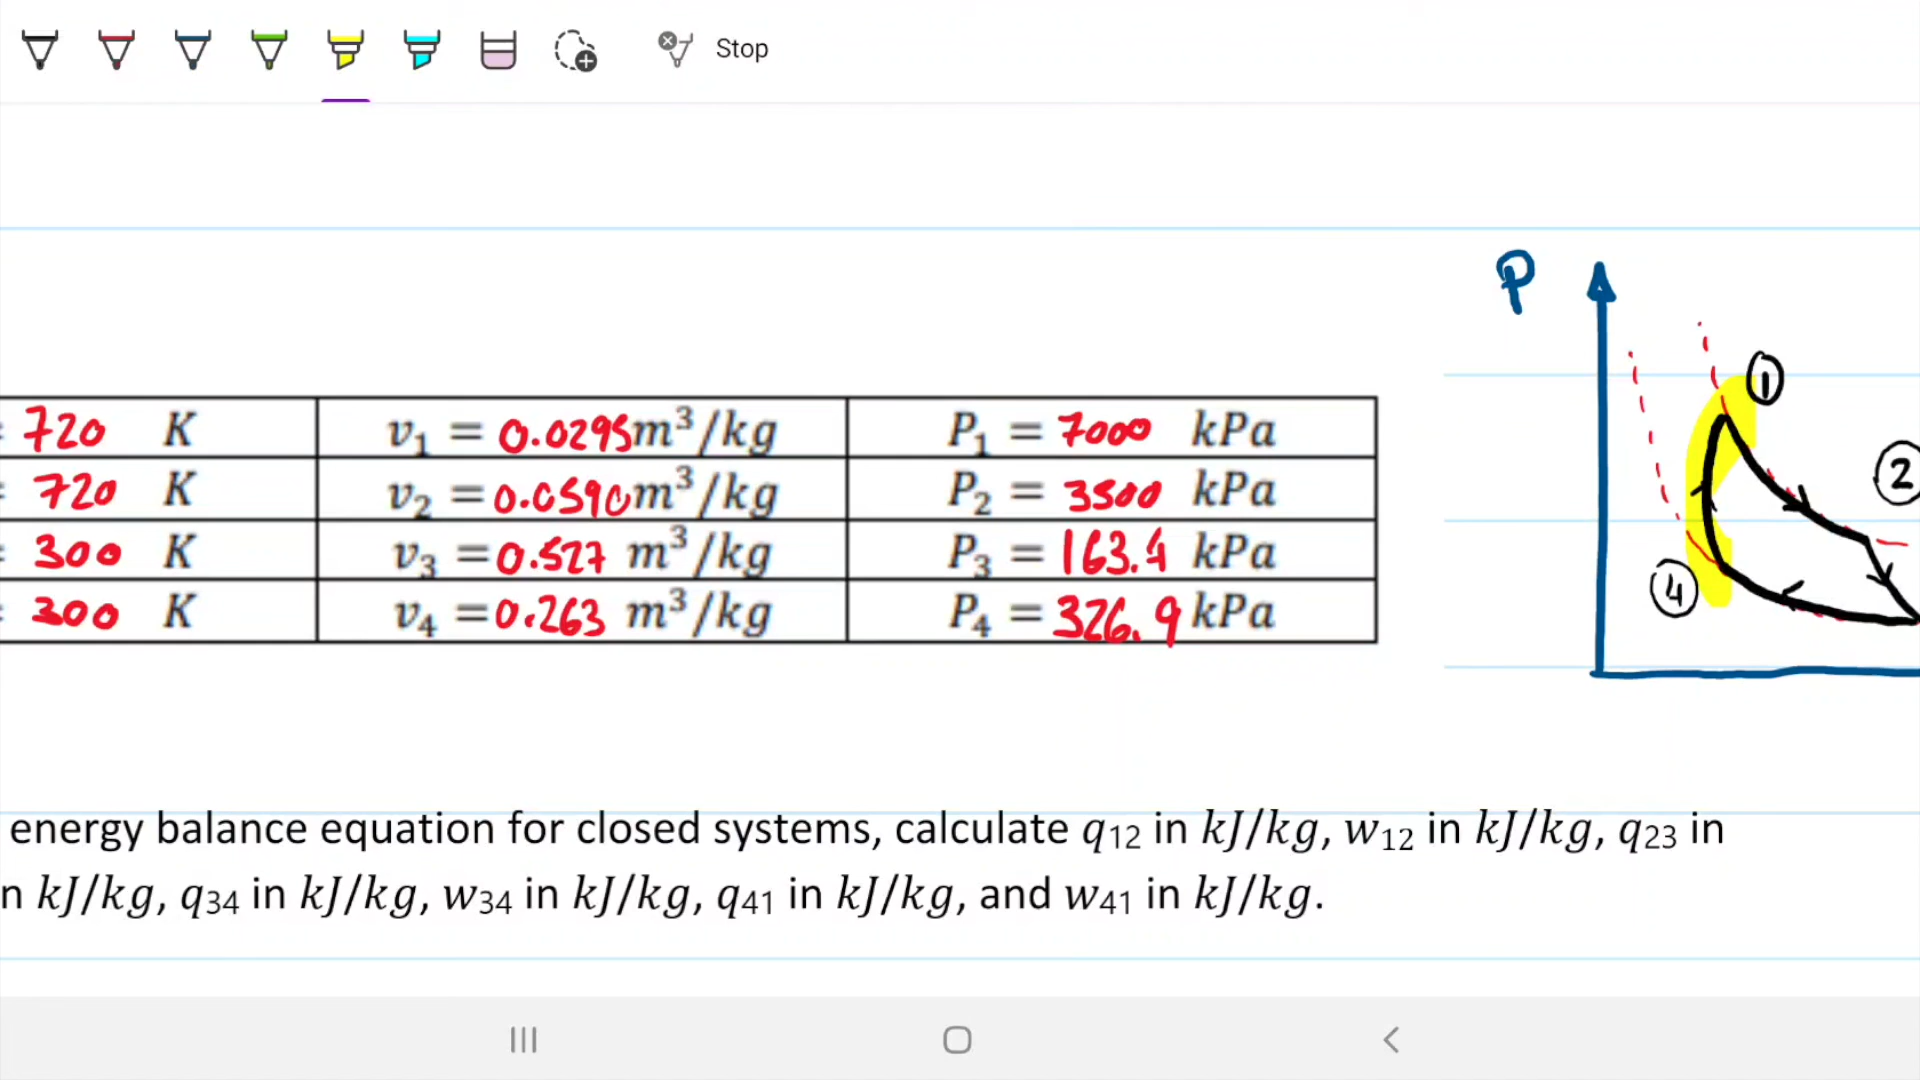 Stop
P
= 720 K v₁ = 0.0295 m³/kg P₁ = 7000 kPa
= 720 K v₂ = 0.0590 m³/kg P₂ = 3500 kPa
= 300 K v₃ = 0.527 m³/kg P₃ = 163.4 kPa
= 300 K v₄ = 0.263 m³/kg P₄ = 326.9 kPa
1
2
4
energy balance equation for closed systems, calculate q₁₂ in kJ/kg, w₁₂ in kJ/kg, q₂₃ in
n kJ/kg, q₃₄ in kJ/kg, w₃₄ in kJ/kg, q₄₁ in kJ/kg, and w₄₁ in kJ/kg.